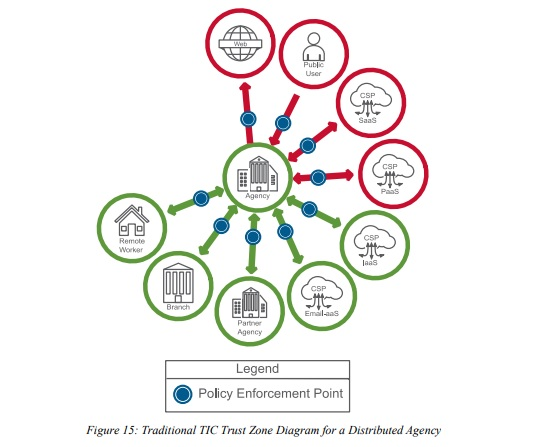 Web
Public
User
CSP
SaaS
CSP
PaaS
Agency
CSP
IaaS
Remote
Worker
Branch
Partner
Agency
CSP
Email-aaS
Legend
Policy Enforcement Point
Figure 15: Traditional TIC Trust Zone Diagram for a Distributed Agency